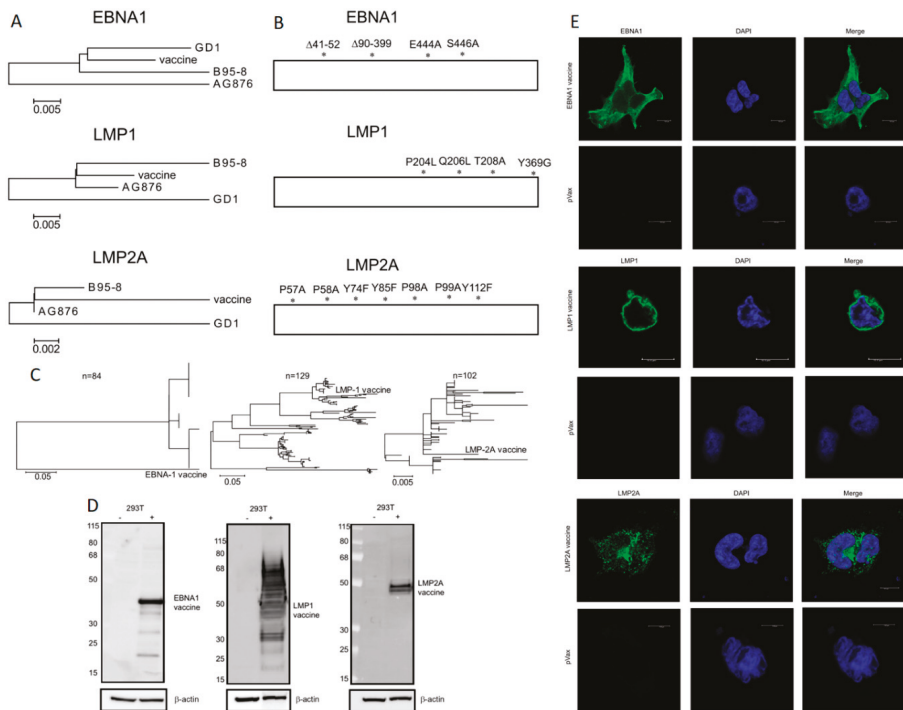 A
EBNA1
GD1
vaccine
B95-8
AG876
0.005
LMP1
B95-8
vaccine
AG876
GD1
0.005
LMP2A
B95-8
vaccine
AG876
GD1
0.002
B
EBNA1
Δ41-52 Δ90-399 E444A S446A
* * * *
LMP1
P204L Q206L T208A Y369G
* * * *
LMP2A
P57A P58A Y74F Y85F P98A P99A Y112F
* * * * * * *
C
n=84
EBNA-1 vaccine
0.05
n=129
LMP-1 vaccine
0.05
n=102
LMP-2A vaccine
0.005
D
293T
- +
115
80
68
50
30
25
15
EBNA1
vaccine
β-actin
293T
- +
115
80
68
50
30
25
15
LMP1
vaccine
β-actin
293T
- +
115
80
68
50
30
25
15
LMP2A
vaccine
β-actin
E
EBNA1 DAPI Merge
EBNA1 vaccine
pVax
LMP1 DAPI Merge
LMP1 vaccine
pVax
LMP2A DAPI Merge
LMP2A vaccine
pVax